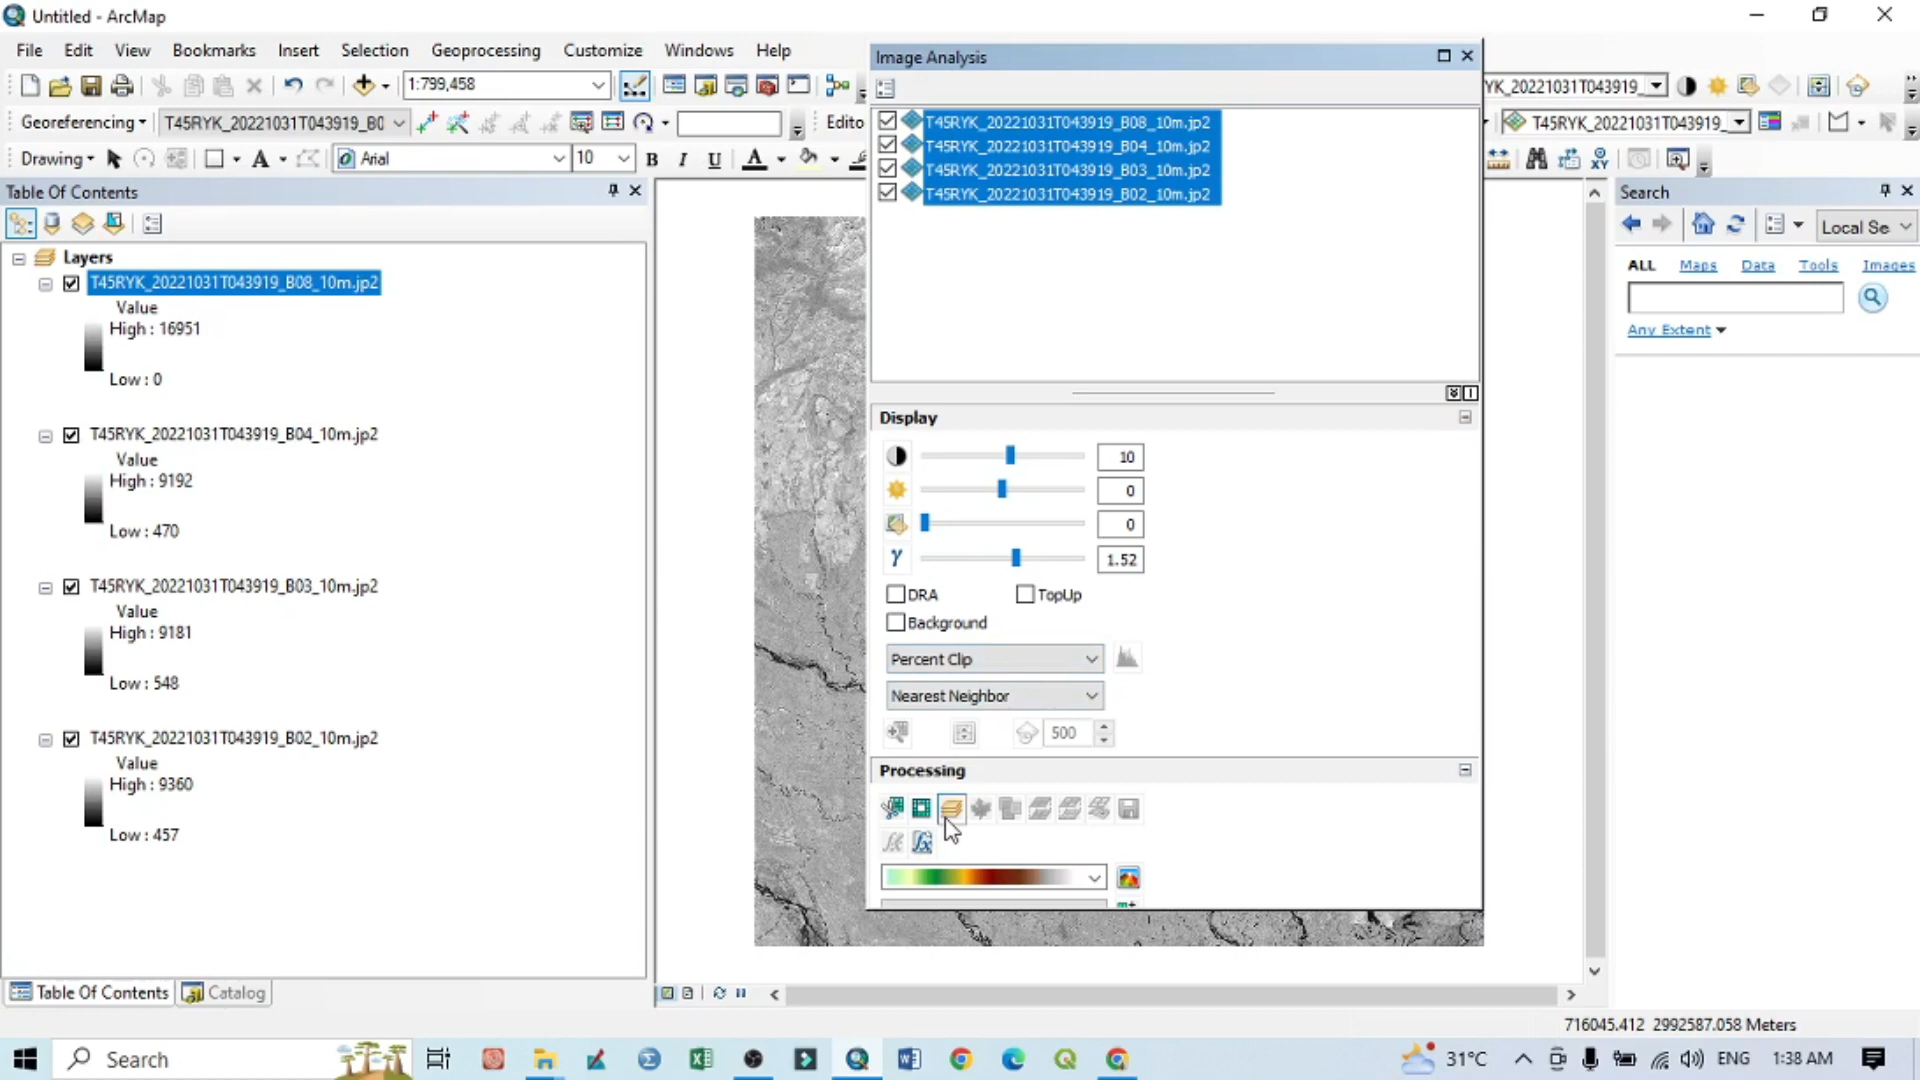 Untitled - ArcMap
File Edit View Bookmarks Insert Selection Geoprocessing Customize Windows Help
1:799,458
Georeferencing T45RYK_20221031T043919_B0 Edito
Drawing A Arial 10 B I U A
Table Of Contents
Layers
T45RYK_20221031T043919_B08_10m.jp2
Value
High : 16951
Low : 0
T45RYK_20221031T043919_B04_10m.jp2
Value
High : 9192
Low : 470
T45RYK_20221031T043919_B03_10m.jp2
Value
High : 9181
Low : 548
T45RYK_20221031T043919_B02_10m.jp2
Value
High : 9360
Low : 457
Table Of Contents Catalog
Image Analysis
T45RYK_20221031T043919_B08_10m.jp2
T45RYK_20221031T043919_B04_10m.jp2
T45RYK_20221031T043919_B03_10m.jp2
T45RYK_20221031T043919_B02_10m.jp2
Display
10
0
0
γ 1.52
DRA TopUp
Background
Percent Clip
Nearest Neighbor
500
Processing
YK_20221031T043919_
T45RYK_20221031T043919_
XY
Search
Local Se
ALL Maps Data Tools Images
Any Extent
716045.412 2992587.058 Meters
Search
31°C ENG 1:38 AM